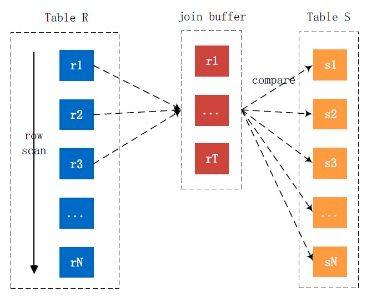 Table R
join buffer
Table S
row
scan
r1
r2
r3
...
rN
r1
...
rT
compare
s1
s2
s3
...
sN